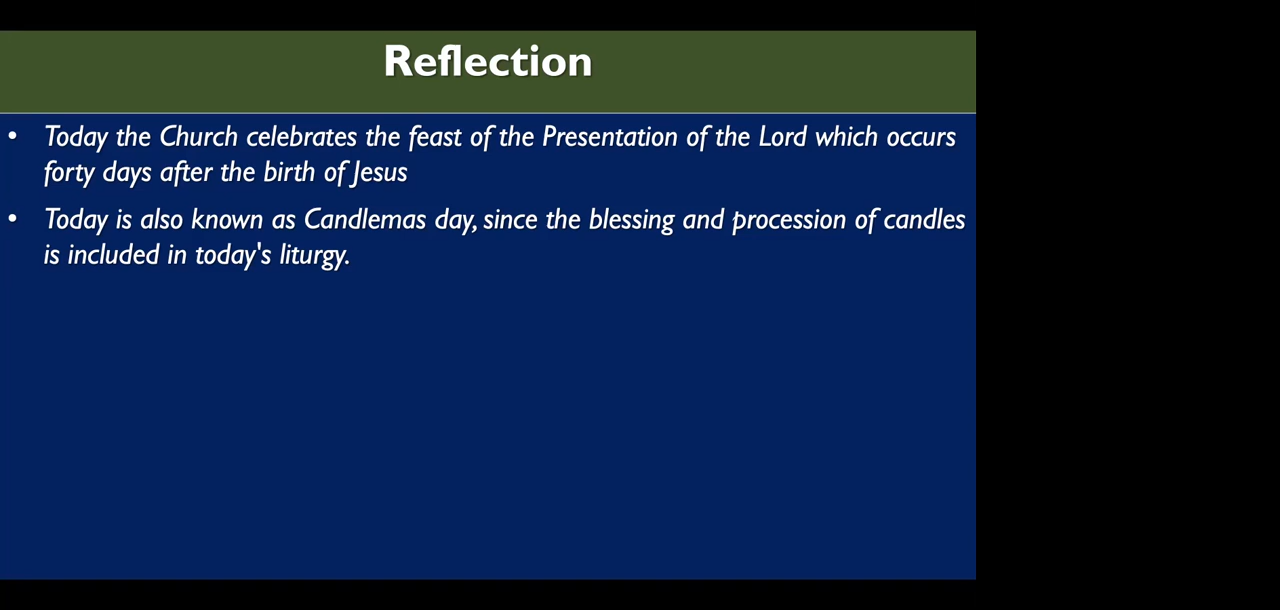 Reflection
• Today the Church celebrates the feast of the Presentation of the Lord which occurs
forty days after the birth of Jesus
• Today is also known as Candlemas day, since the blessing and procession of candles
is included in today's liturgy.